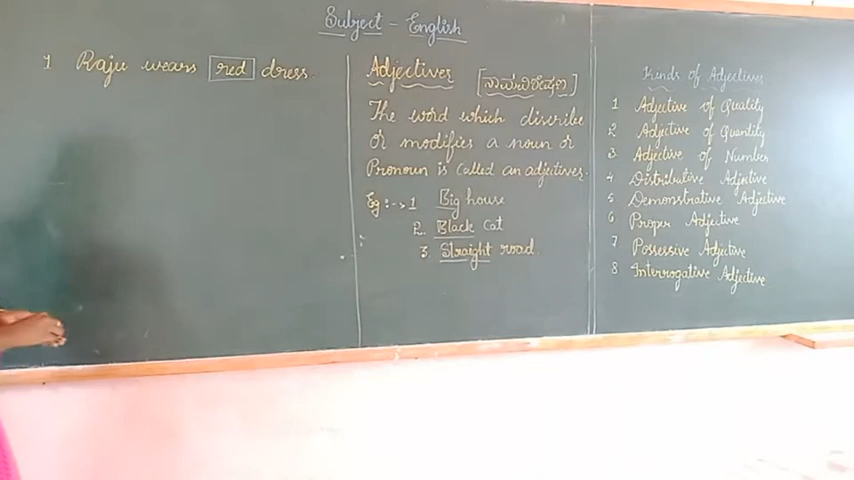 Subject - English
1 Raju wears red dress.
Adjectives [ನಾಮವಿಶೇಷಣ]
The word which discribe
or modifies a noun or
Pronoun is called an adjectives.
Eg:-> 1 Big house
2. Black cat
3. Straight road.
Kinds of Adjectives
1 Adjective of Quality
2 Adjective of Quantity
3 Adjective of Number
4 Distributive Adjective
5 Demonstrative Adjective
6 Proper Adjective
7 Possessive Adjective
8 Interrogative Adjective